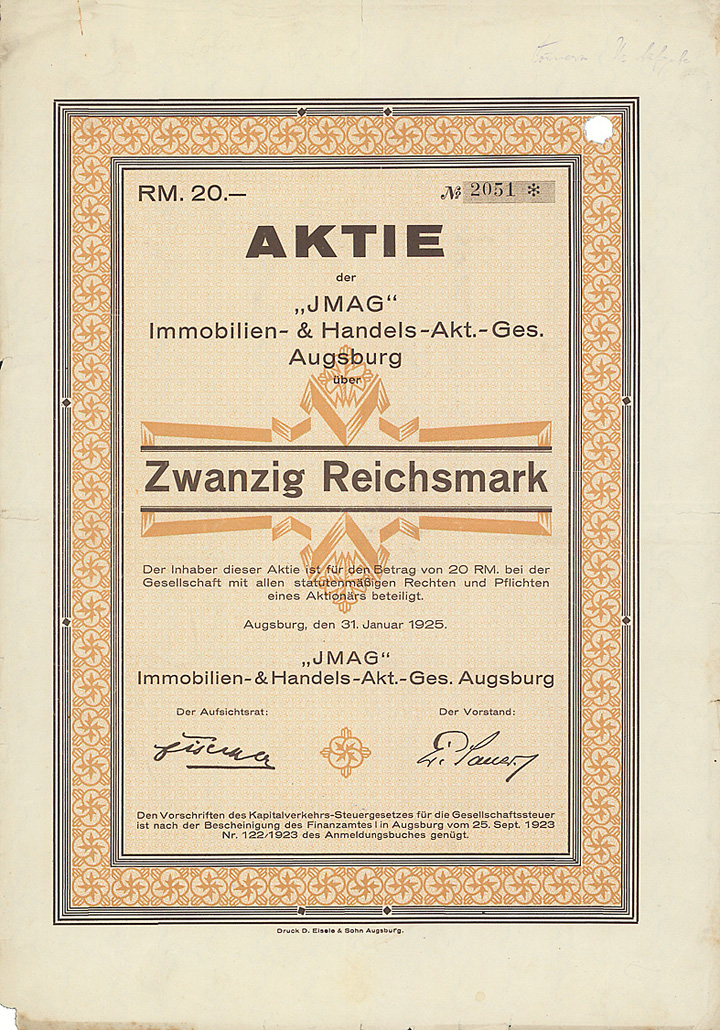 RM. 20.— № 2051 *
AKTIE
der
„JMAG“
Immobilien- & Handels-Akt.-Ges.
Augsburg
über
Zwanzig Reichsmark
Der Inhaber dieser Aktie ist für den Betrag von 20 RM. bei der
Gesellschaft mit allen statutenmäßigen Rechten und Pflichten
eines Aktionärs beteiligt.
Augsburg, den 31. Januar 1925.
„JMAG“
Immobilien-&Handels-Akt.-Ges. Augsburg
Der Aufsichtsrat: Der Vorstand:
Den Vorschriften des Kapitalverkehrs-Steuergesetzes für die Gesellschaftssteuer
ist nach der Bescheinigung des Finanzamtes I in Augsburg vom 25. Sept. 1923
Nr. 122/1923 des Anmeldungsbuches genügt.
Druck D. Eisele & Sohn Augsburg.